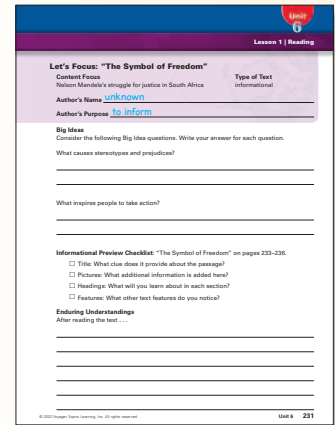 Unit
6
Lesson 1 | Reading
Let's Focus: "The Symbol of Freedom"
Content Focus
Type of Text
Nelson Mandela's struggle for justice in South Africa
informational
Author's Name unknown
Author's Purpose to inform
Big Ideas
Consider the following Big Idea questions. Write your answer for each question.
What causes stereotypes and prejudices?
What inspires people to take action?
Informational Preview Checklist: "The Symbol of Freedom" on pages 233–236.
☐ Title: What clue does it provide about the passage?
☐ Pictures: What additional information is added here?
☐ Headings: What will you learn about in each section?
☐ Features: What other text features do you notice?
Enduring Understandings
After reading the text . . .
© 2022 Voyager Sopris Learning, Inc. All rights reserved
Unit 6 231